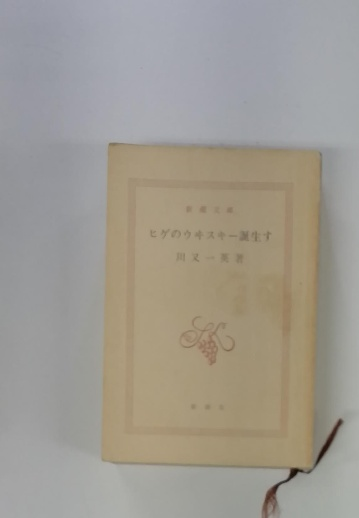 新潮文庫
ヒゲのウヰスキー誕生す
川又一英著
新潮社